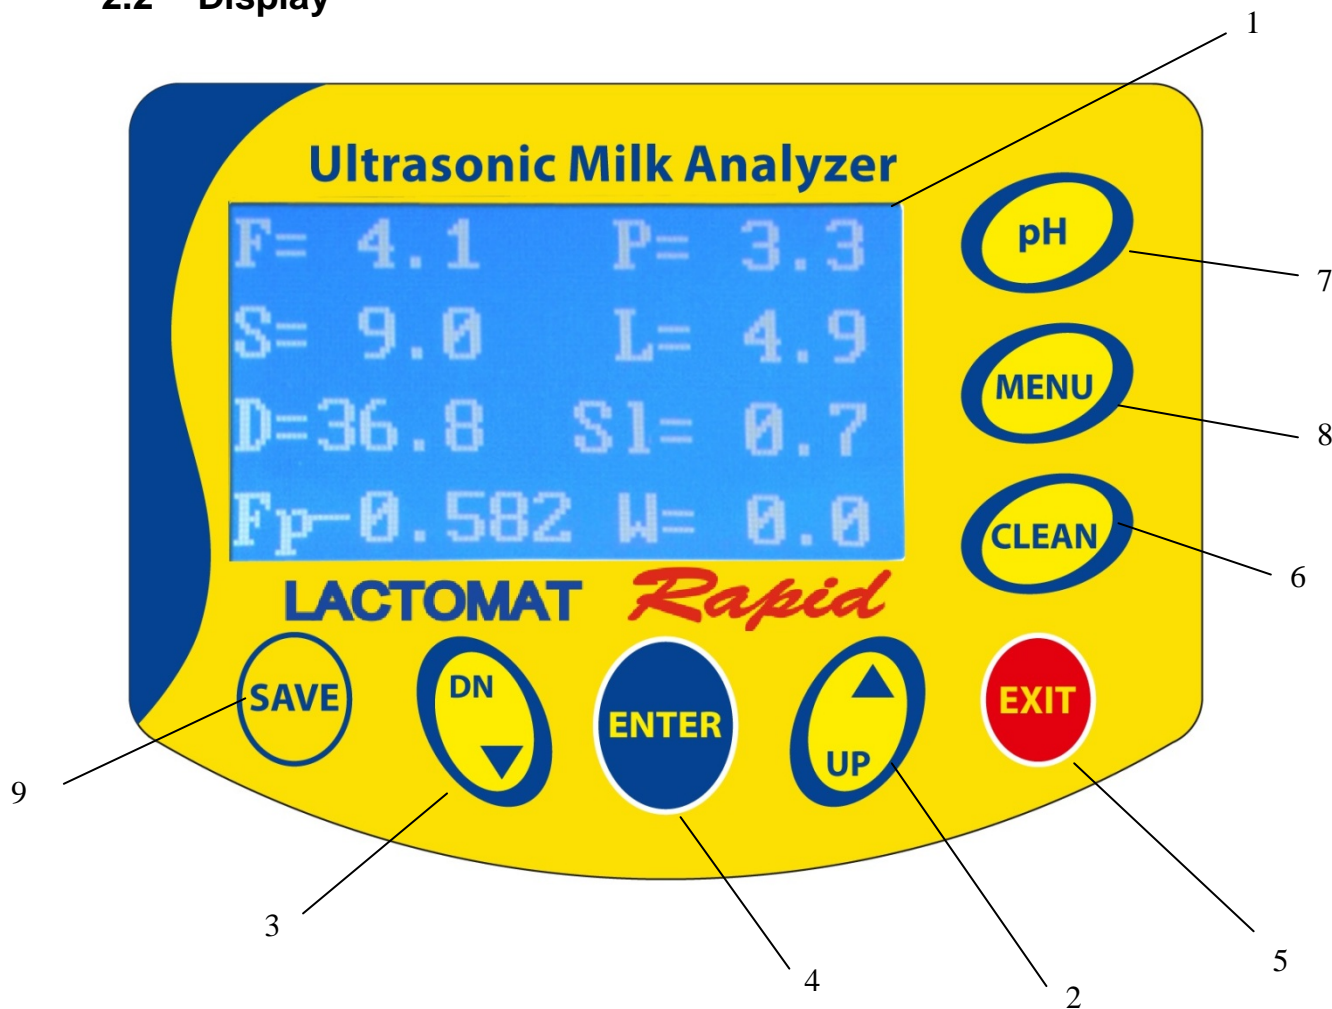 2.2 Display
1
Ultrasonic Milk Analyzer
F= 4.1 P= 3.3
S= 9.0 L= 4.9
D=36.8 Sl= 0.7
Fp-0.582 W= 0.0
pH
7
MENU
8
CLEAN
6
LACTOMAT Rapid
SAVE
DN
ENTER
UP
EXIT
9
3
4
2
5